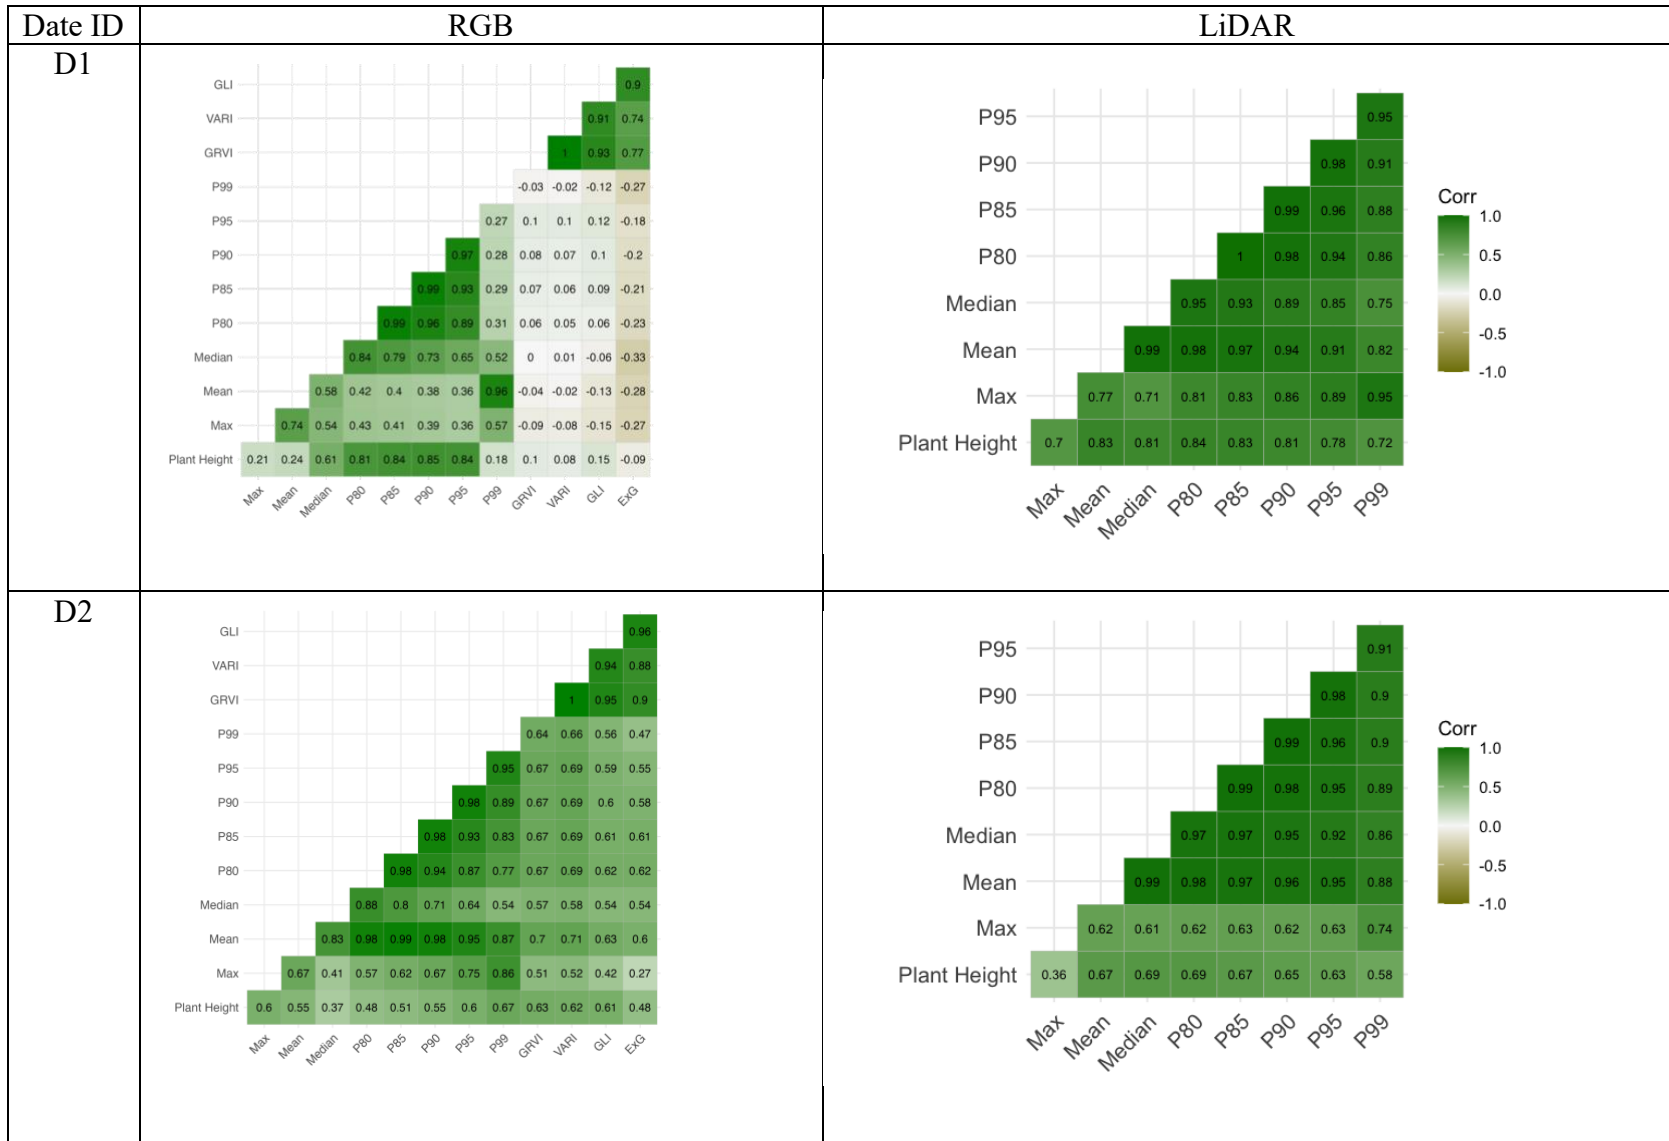 Date ID RGB LiDAR
D1
GLI 0.9
VARI 0.91 0.74
GRVI 1 0.93 0.77
P99 -0.03 -0.02 -0.12 -0.27
P95 0.27 0.1 0.1 0.12 -0.18
P90 0.97 0.28 0.08 0.07 0.1 -0.2
P85 0.99 0.93 0.29 0.07 0.06 0.09 -0.21
P80 0.99 0.96 0.89 0.31 0.06 0.05 0.06 -0.23
Median 0.84 0.79 0.73 0.65 0.52 0 0.01 -0.06 -0.33
Mean 0.58 0.42 0.4 0.38 0.36 0.96 -0.04 -0.02 -0.13 -0.28
Max 0.74 0.54 0.43 0.41 0.39 0.36 0.57 -0.09 -0.08 -0.15 -0.27
Plant Height 0.21 0.24 0.61 0.81 0.84 0.85 0.84 0.18 0.1 0.08 0.15 -0.09
Max Mean Median P80 P85 P90 P95 P99 GRVI VARI GLI ExG
P95 0.95
P90 0.98 0.91
P85 0.99 0.96 0.88
P80 1 0.98 0.94 0.86
Median 0.95 0.93 0.89 0.85 0.75
Mean 0.99 0.98 0.97 0.94 0.91 0.82
Max 0.77 0.71 0.81 0.83 0.86 0.89 0.95
Plant Height 0.7 0.83 0.81 0.84 0.83 0.81 0.78 0.72
Max Mean Median P80 P85 P90 P95 P99
Corr
1.0
0.5
0.0
-0.5
-1.0
D2
GLI 0.96
VARI 0.94 0.88
GRVI 1 0.95 0.9
P99 0.64 0.66 0.56 0.47
P95 0.95 0.67 0.69 0.59 0.55
P90 0.98 0.89 0.67 0.69 0.6 0.58
P85 0.98 0.93 0.83 0.67 0.69 0.61 0.61
P80 0.98 0.94 0.87 0.77 0.67 0.69 0.62 0.62
Median 0.88 0.8 0.71 0.64 0.54 0.57 0.58 0.54 0.54
Mean 0.83 0.98 0.99 0.98 0.95 0.87 0.7 0.71 0.63 0.6
Max 0.67 0.41 0.57 0.62 0.67 0.75 0.86 0.51 0.52 0.42 0.27
Plant Height 0.6 0.55 0.37 0.48 0.51 0.55 0.6 0.67 0.63 0.62 0.61 0.48
Max Mean Median P80 P85 P90 P95 P99 GRVI VARI GLI ExG
P95 0.91
P90 0.98 0.9
P85 0.99 0.96 0.9
P80 0.99 0.98 0.95 0.89
Median 0.97 0.97 0.95 0.92 0.86
Mean 0.99 0.98 0.97 0.96 0.95 0.88
Max 0.62 0.61 0.62 0.63 0.62 0.63 0.74
Plant Height 0.36 0.67 0.69 0.69 0.67 0.65 0.63 0.58
Max Mean Median P80 P85 P90 P95 P99
Corr
1.0
0.5
0.0
-0.5
-1.0